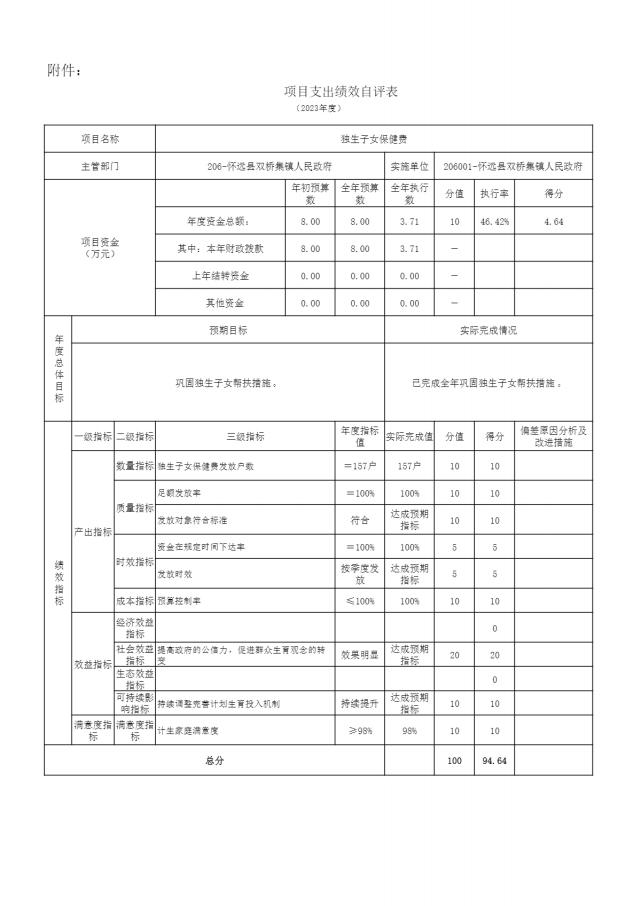 附件：
项目支出绩效自评表
（2023年度）
项目名称 独生子女保健费
主管部门 206-怀远县双桥集镇人民政府 实施单位 206001-怀远县双桥集镇人民政府
项目资金（万元） 年初预算数 全年预算数 全年执行数 分值 执行率 得分
年度资金总额： 8.00 8.00 3.71 10 46.42% 4.64
其中：本年财政拨款 8.00 8.00 3.71 －
上年结转资金 0.00 0.00 0.00 －
其他资金 0.00 0.00 0.00 －
年度总体目标 预期目标 实际完成情况
巩固独生子女帮扶措施。 已完成全年巩固独生子女帮扶措施。
绩效指标 一级指标 二级指标 三级指标 年度指标值 实际完成值 分值 得分 偏差原因分析及改进措施
产出指标 数量指标 独生子女保健费发放户数 ＝157户 157户 10 10
质量指标 足额发放率 ＝100% 100% 10 10
发放对象符合标准 符合 达成预期指标 10 10
时效指标 资金在规定时间下达率 ＝100% 100% 5 5
发放时效 按季度发放 达成预期指标 5 5
成本指标 预算控制率 ≤100% 100% 10 10
效益指标 经济效益指标 0
社会效益指标 提高政府的公信力，促进群众生育观念的转变 效果明显 达成预期指标 20 20
生态效益指标 0
可持续影响指标 持续调整完善计划生育投入机制 持续提升 达成预期指标 10 10
满意度指标 满意度指标 计生家庭满意度 ≥98% 98% 10 10
总分 100 94.64